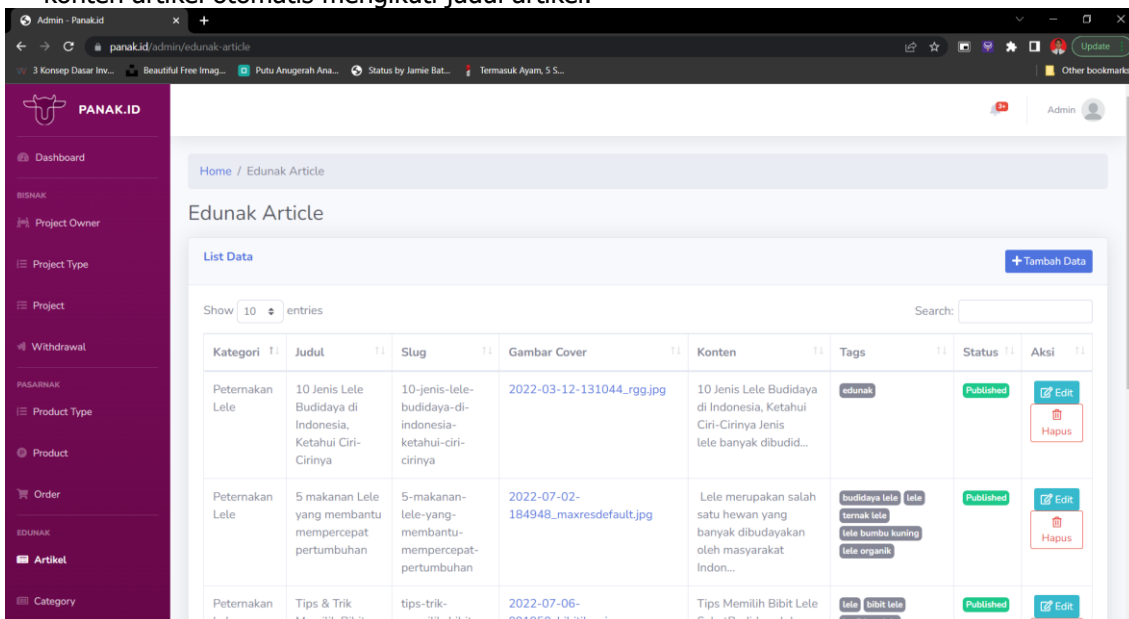 konten artikel otomatis mengikuti judul artikel.
Admin - Panak.id
panak.id/admin/edunak-article
Update
3 Konsep Dasar Inv...
Beautiful Free Imag...
Putu Anugerah Ana...
Status by Jamie Bat...
Termasuk Ayam, 5 S...
Other bookmarks
PANAK.ID
3+
Admin
Dashboard
BISNAK
Project Owner
Project Type
Project
Withdrawal
PASARNAK
Product Type
Product
Order
EDUNAK
Artikel
Category
Home / Edunak Article
Edunak Article
List Data
+ Tambah Data
Show 10 entries
Search:
Kategori Judul Slug Gambar Cover Konten Tags Status Aksi
Peternakan
Lele
10 Jenis Lele
Budidaya di
Indonesia,
Ketahui Ciri-
Cirinya
10-jenis-lele-
budidaya-di-
indonesia-
ketahui-ciri-
cirinya
2022-03-12-131044_rgg.jpg
10 Jenis Lele Budidaya
di Indonesia, Ketahui
Ciri-Cirinya Jenis
lele banyak dibudid...
edunak
Published
Edit
Hapus
Peternakan
Lele
5 makanan Lele
yang membantu
mempercepat
pertumbuhan
5-makanan-
lele-yang-
membantu-
mempercepat-
pertumbuhan
2022-07-02-
184948_maxresdefault.jpg
Lele merupakan salah
satu hewan yang
banyak dibudayakan
oleh masyarakat
Indon...
budidaya lele lele
ternak lele
lele bumbu kuning
lele organik
Published
Edit
Hapus
Peternakan
Tips & Trik
tips-trik-
2022-07-06-
Tips Memilih Bibit Lele
lele bibit lele
Published
Edit